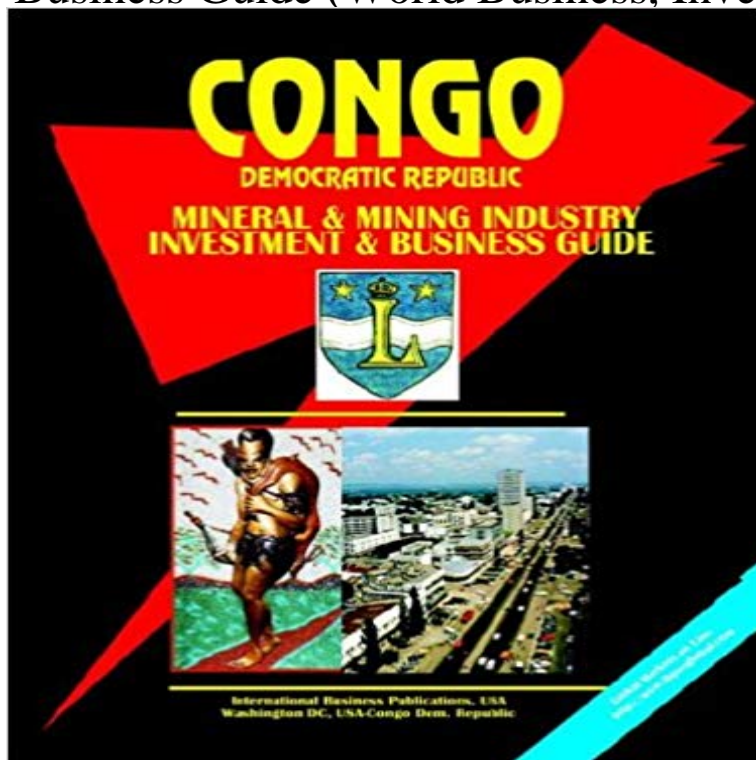 Business Guide (World Business, Inve
CONGO
DEMOCRATIC REPUBLIC
MINERAL & MINING INDUSTRY
INVESTMENT & BUSINESS GUIDE
L
International Business Publications, USA
Washington DC, USA-Congo Dem. Republic